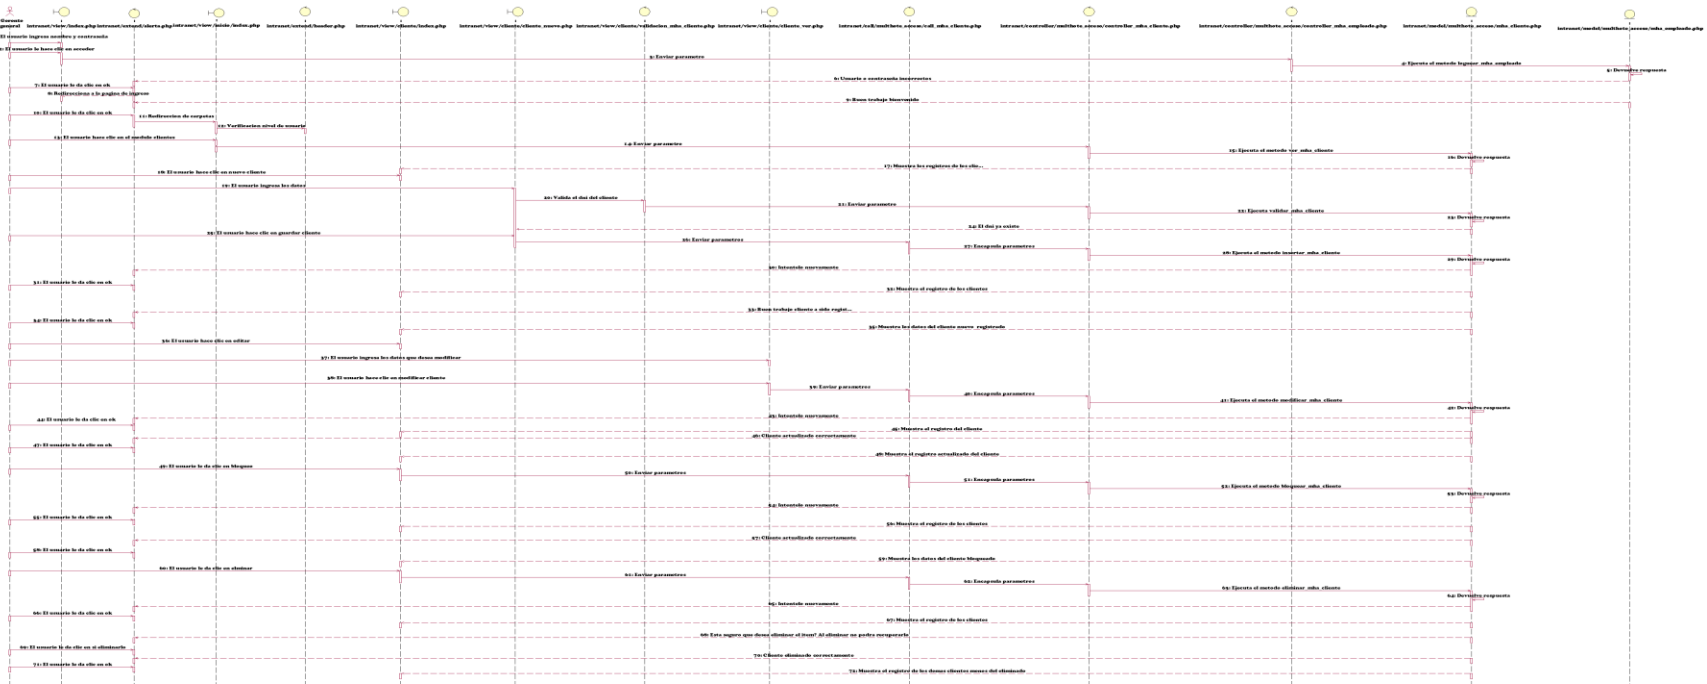 Gerente
general
intranet/view/index.php
intranet/extend/alerta.php
intranet/view/inicio/index.php
intranet/extend/header.php
intranet/view/cliente/index.php
intranet/view/cliente/cliente_nuevo.php
intranet/view/cliente/validacion_mha_cliente.php
intranet/view/cliente/cliente_ver.php
intranet/call/multihote_access/call_mha_cliente.php
intranet/controller/multihote_access/controller_mha_cliente.php
intranet/controller/multihote_access/controller_mha_empleado.php
intranet/model/multihote_access/mha_cliente.php
intranet/model/multihote_access/mha_empleado.php
El usuario ingresa nombre y contraseña
2: El usuario le hace clic en acceder
3: Enviar parametro
4: Ejecuta el metodo loguear_mha_empleado
5: Devuelve respuesta
6: Usuario o contraseña incorrectos
7: El usuario le da clic en ok
8: Redirecciona a la pagina de ingreso
9: Buen trabajo bienvenido
10: El usuario le da clic en ok
11: Redireccion de carpetas
12: Verificacion nivel de usuario
13: El usuario hace clic en el modulo clientes
14: Enviar parametro
15: Ejecuta el metodo ver_mha_cliente
16: Devuelve respuesta
17: Muestra los registros de los clie...
18: El usuario hace clic en nuevo cliente
19: El usuario ingresa los datos
20: Valida el dni del cliente
21: Enviar parametro
22: Ejecuta validar_mha_cliente
23: Devuelve respuesta
24: El dni ya existe
25: El usuario hace clic en guardar cliente
26: Enviar parametros
27: Encapsula parametros
28: Ejecuta el metodo insertar_mha_cliente
29: Devuelve respuesta
30: Intentelo nuevamente
31: El usuario le da clic en ok
32: Muestra el registro de los clientes
33: Buen trabajo cliente a sido regist...
34: El usuario le da clic en ok
35: Muestra los datos del cliente nuevo registrado
36: El usuario hace clic en editar
37: El usuario ingresa los datos que desea modificar
38: El usuario hace clic en modificar cliente
39: Enviar parametros
40: Encapsula parametros
41: Ejecuta el metodo modificar_mha_cliente
42: Devuelve respuesta
43: Intentelo nuevamente
44: El usuario le da clic en ok
45: Muestra el registro del cliente
46: Cliente actualizado correctamente
47: El usuario le da clic en ok
48: Muestra el registro actualizado del cliente
49: El usuario le da clic en bloqueo
50: Enviar parametros
51: Encapsula parametros
52: Ejecuta el metodo bloquear_mha_cliente
53: Devuelve respuesta
54: Intentelo nuevamente
55: El usuario le da clic en ok
56: Muestra el registro de los clientes
57: Cliente actualizado correctamente
58: El usuario le da clic en ok
59: Muestra los datos del cliente bloqueado
60: El usuario le da clic en eliminar
61: Enviar parametros
62: Encapsula parametros
63: Ejecuta el metodo eliminar_mha_cliente
64: Devuelve respuesta
65: Intentelo nuevamente
66: El usuario le da clic en ok
67: Muestra el registro de los clientes
68: Esta seguro que desea eliminar el item? Al eliminar no podra recuperarlo
69: El usuario le da clic en si eliminarlo
70: Cliente eliminado correctamente
71: El usuario le da clic en ok
72: Muestra el registro de los demas clientes menos del eliminado